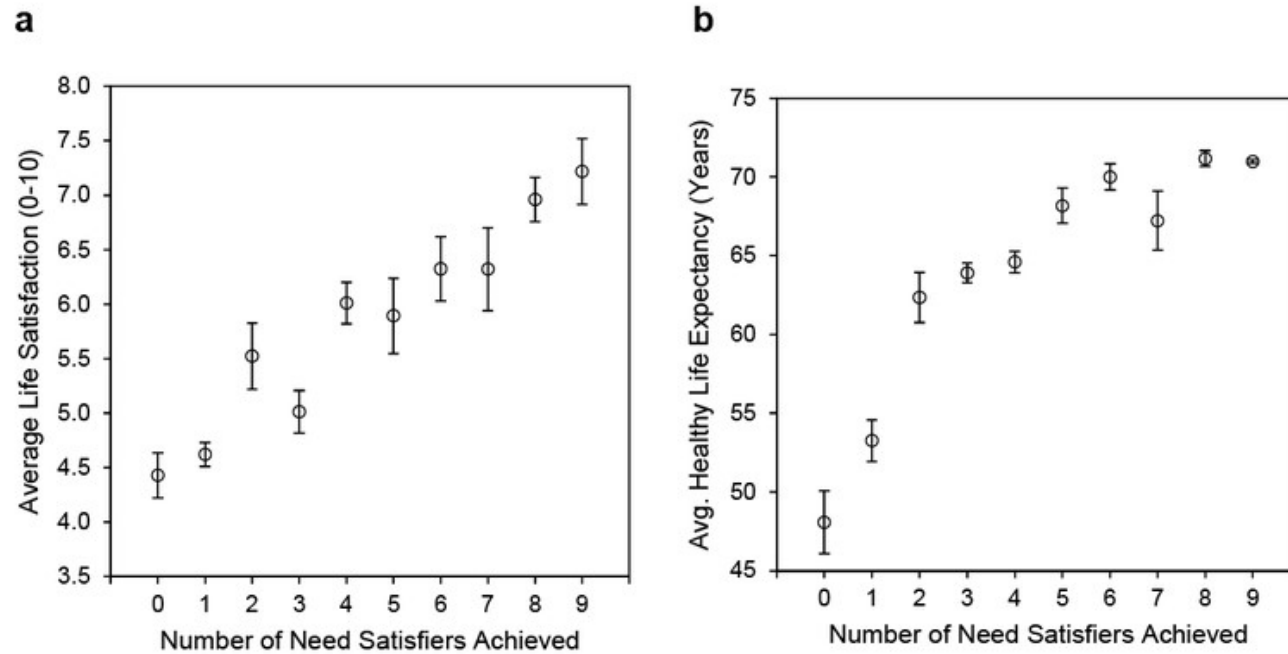 a
8.0
7.5
7.0
6.5
6.0
5.5
5.0
4.5
4.0
3.5
Average Life Satisfaction (0-10)
0 1 2 3 4 5 6 7 8 9
Number of Need Satisfiers Achieved
b
75
70
65
60
55
50
45
Avg. Healthy Life Expectancy (Years)
0 1 2 3 4 5 6 7 8 9
Number of Need Satisfiers Achieved